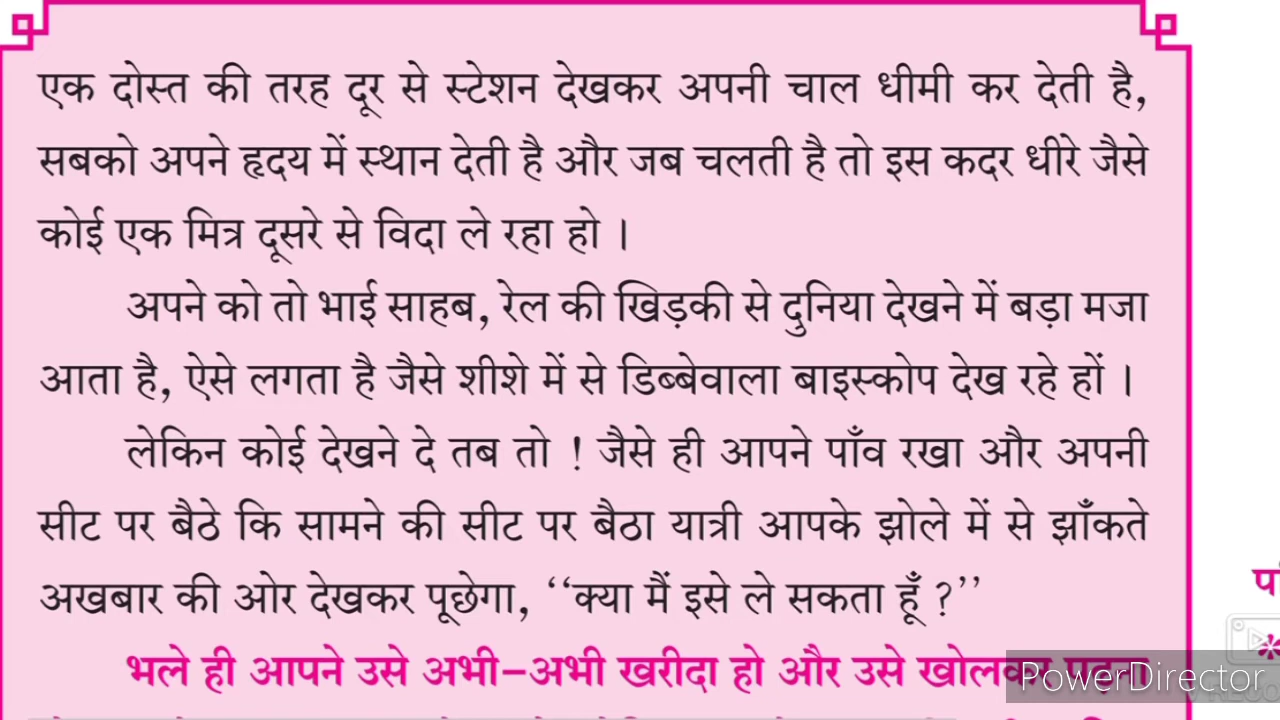 एक दोस्त की तरह दूर से स्टेशन देखकर अपनी चाल धीमी कर देती है,
सबको अपने हृदय में स्थान देती है और जब चलती है तो इस कदर धीरे जैसे
कोई एक मित्र दूसरे से विदा ले रहा हो ।
अपने को तो भाई साहब, रेल की खिड़की से दुनिया देखने में बड़ा मजा
आता है, ऐसे लगता है जैसे शीशे में से डिब्बेवाला बाइस्कोप देख रहे हों ।
लेकिन कोई देखने दे तब तो ! जैसे ही आपने पाँव रखा और अपनी
सीट पर बैठे कि सामने की सीट पर बैठा यात्री आपके झोले में से झाँकते
अखबार की ओर देखकर पूछेगा, ‘‘क्या मैं इसे ले सकता हूँ ?’’
भले ही आपने उसे अभी-अभी खरीदा हो और उसे खोलकर पढ़ना
PowerDirector